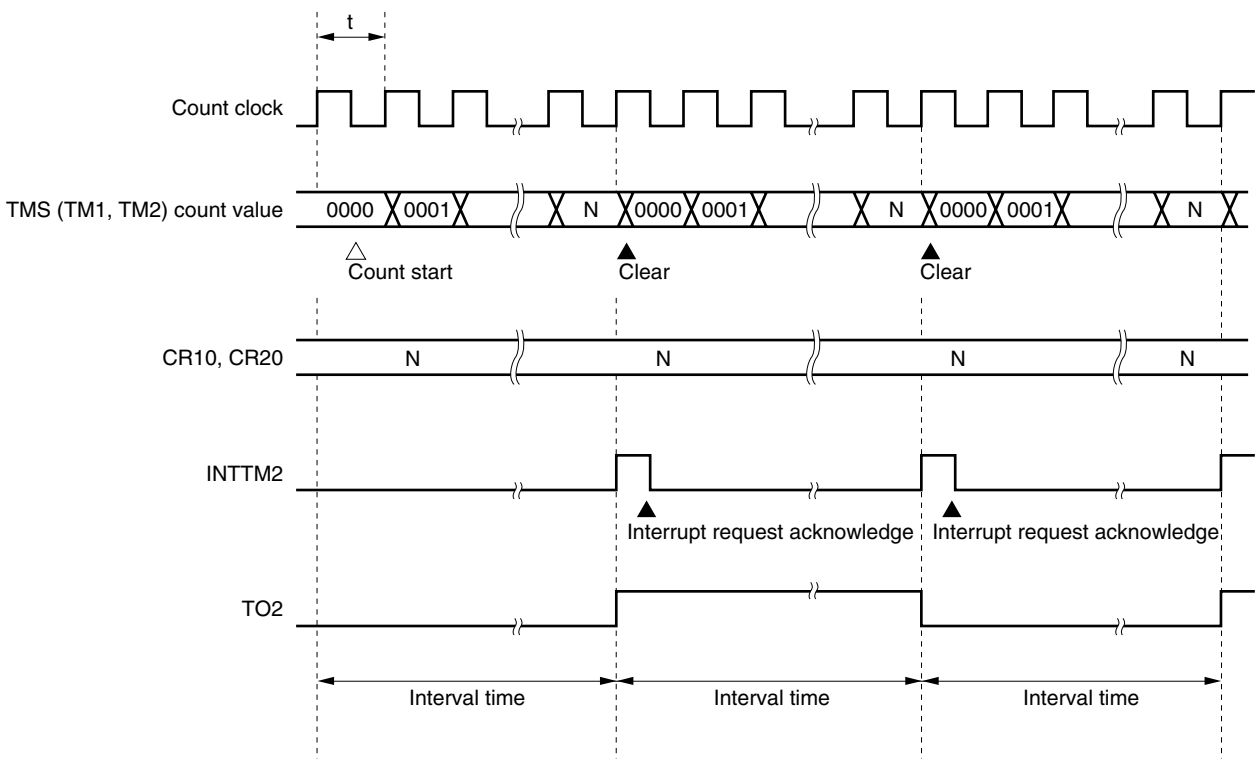 t
Count clock
TMS (TM1, TM2) count value 0000 0001 N 0000 0001 N 0000 0001 N
Count start Clear Clear
CR10, CR20 N N N N
INTTM2
Interrupt request acknowledge Interrupt request acknowledge
TO2
Interval time Interval time Interval time